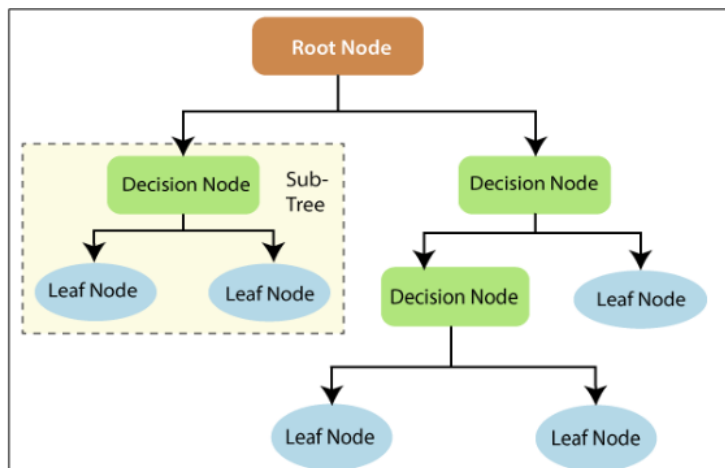 Root Node
Decision Node
Sub-
Tree
Decision Node
Leaf Node
Leaf Node
Decision Node
Leaf Node
Leaf Node
Leaf Node